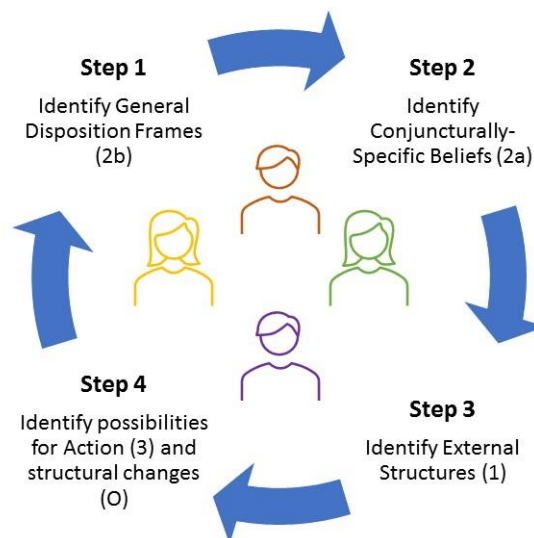 Step 1
Identify General
Disposition Frames
(2b)
Step 2
Identify
Conjuncturally-
Specific Beliefs (2a)
Step 3
Identify External
Structures (1)
Step 4
Identify possibilities
for Action (3) and
structural changes
(O)